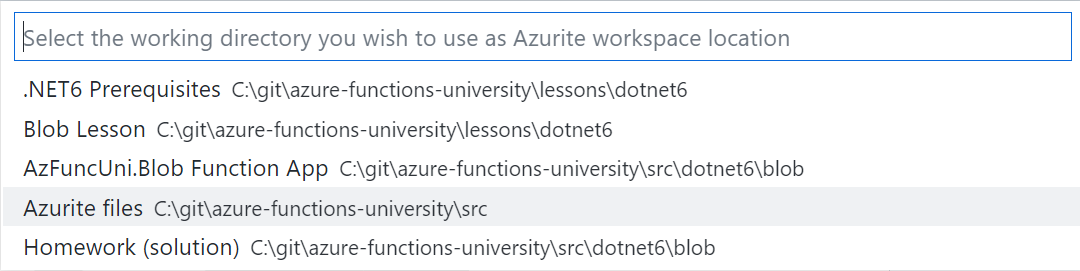 Select the working directory you wish to use as Azurite workspace location
.NET6 Prerequisites C:\git\azure-functions-university\lessons\dotnet6
Blob Lesson C:\git\azure-functions-university\lessons\dotnet6
AzFuncUni.Blob Function App C:\git\azure-functions-university\src\dotnet6\blob
Azurite files C:\git\azure-functions-university\src
Homework (solution) C:\git\azure-functions-university\src\dotnet6\blob